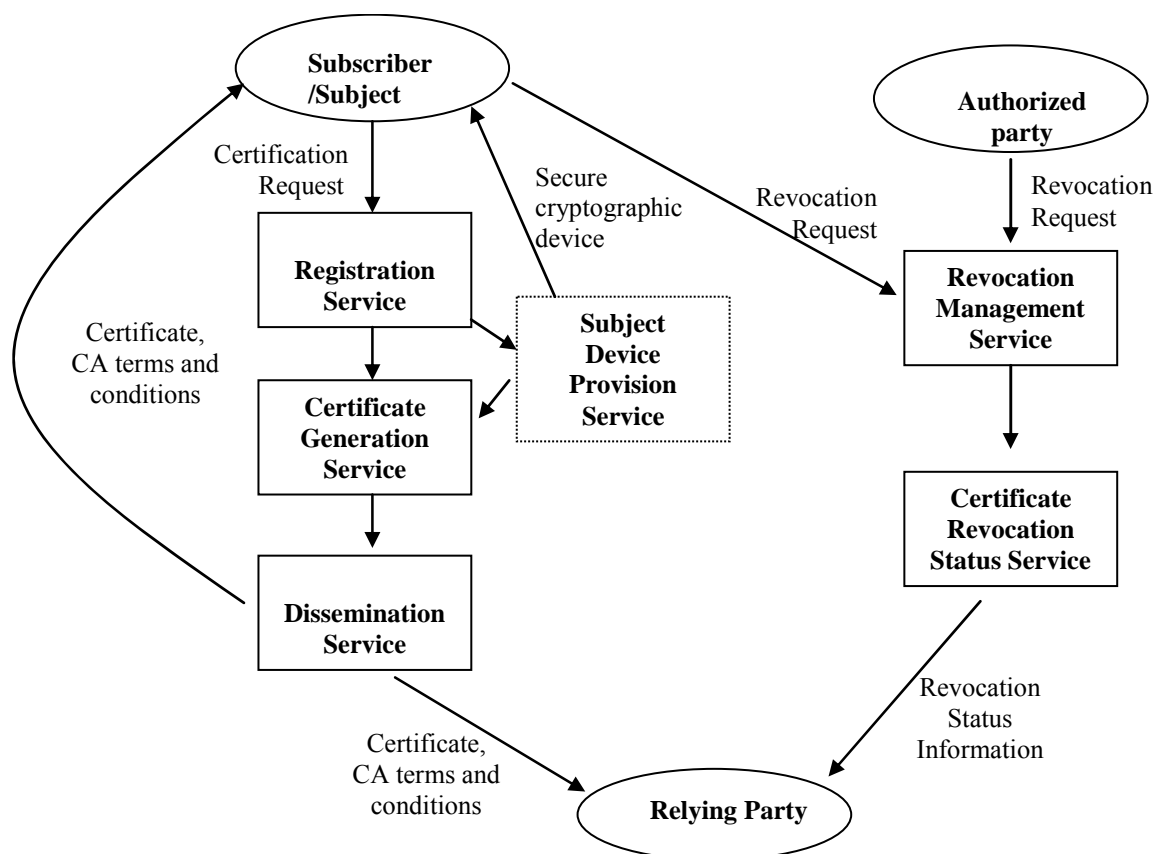 Subscriber
/Subject
Authorized
party
Certification
Request
Secure
cryptographic
device
Revocation
Request
Revocation
Request
Registration
Service
Revocation
Management
Service
Subject
Device
Provision
Service
Certificate,
CA terms and
conditions
Certificate
Generation
Service
Certificate
Revocation
Status Service
Dissemination
Service
Revocation
Status
Information
Certificate,
CA terms and
conditions
Relying Party